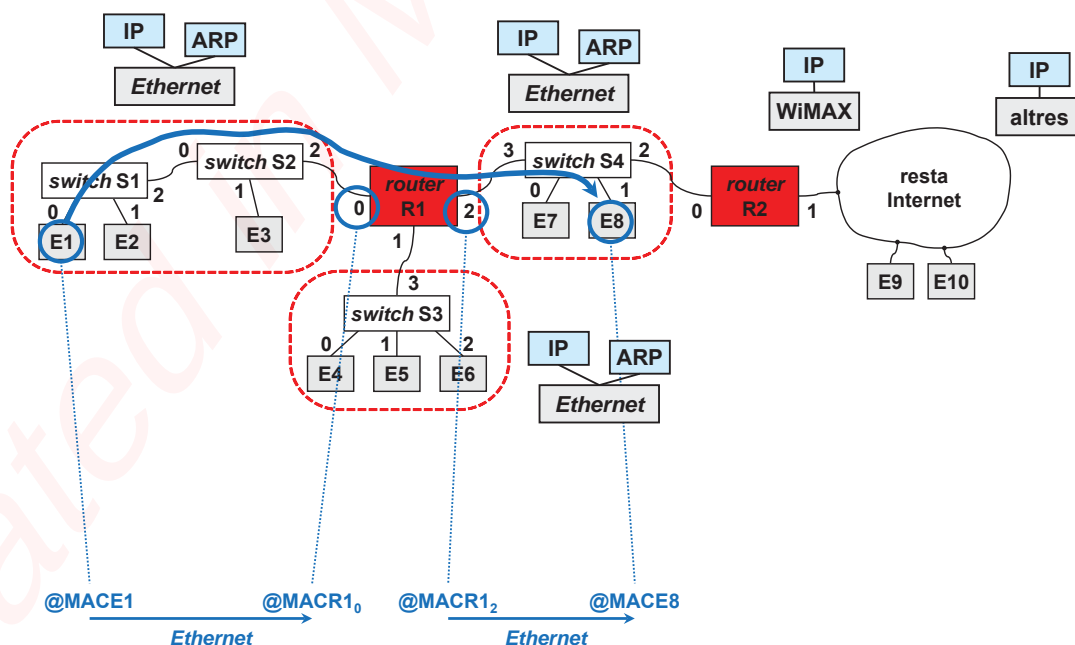 IP
ARP
Ethernet
IP
ARP
Ethernet
IP
WiMAX
IP
altres
switch S1
0
1
2
E1
E2
switch S2
0
1
2
E3
router
R1
0
1
2
switch S4
3
2
0
1
E7
E8
router
R2
0
1
resta
Internet
E9
E10
3
switch S3
0
1
2
E4
E5
E6
IP
ARP
Ethernet
@MACE1
@MACR1₀
@MACR1₂
@MACE8
Ethernet
Ethernet